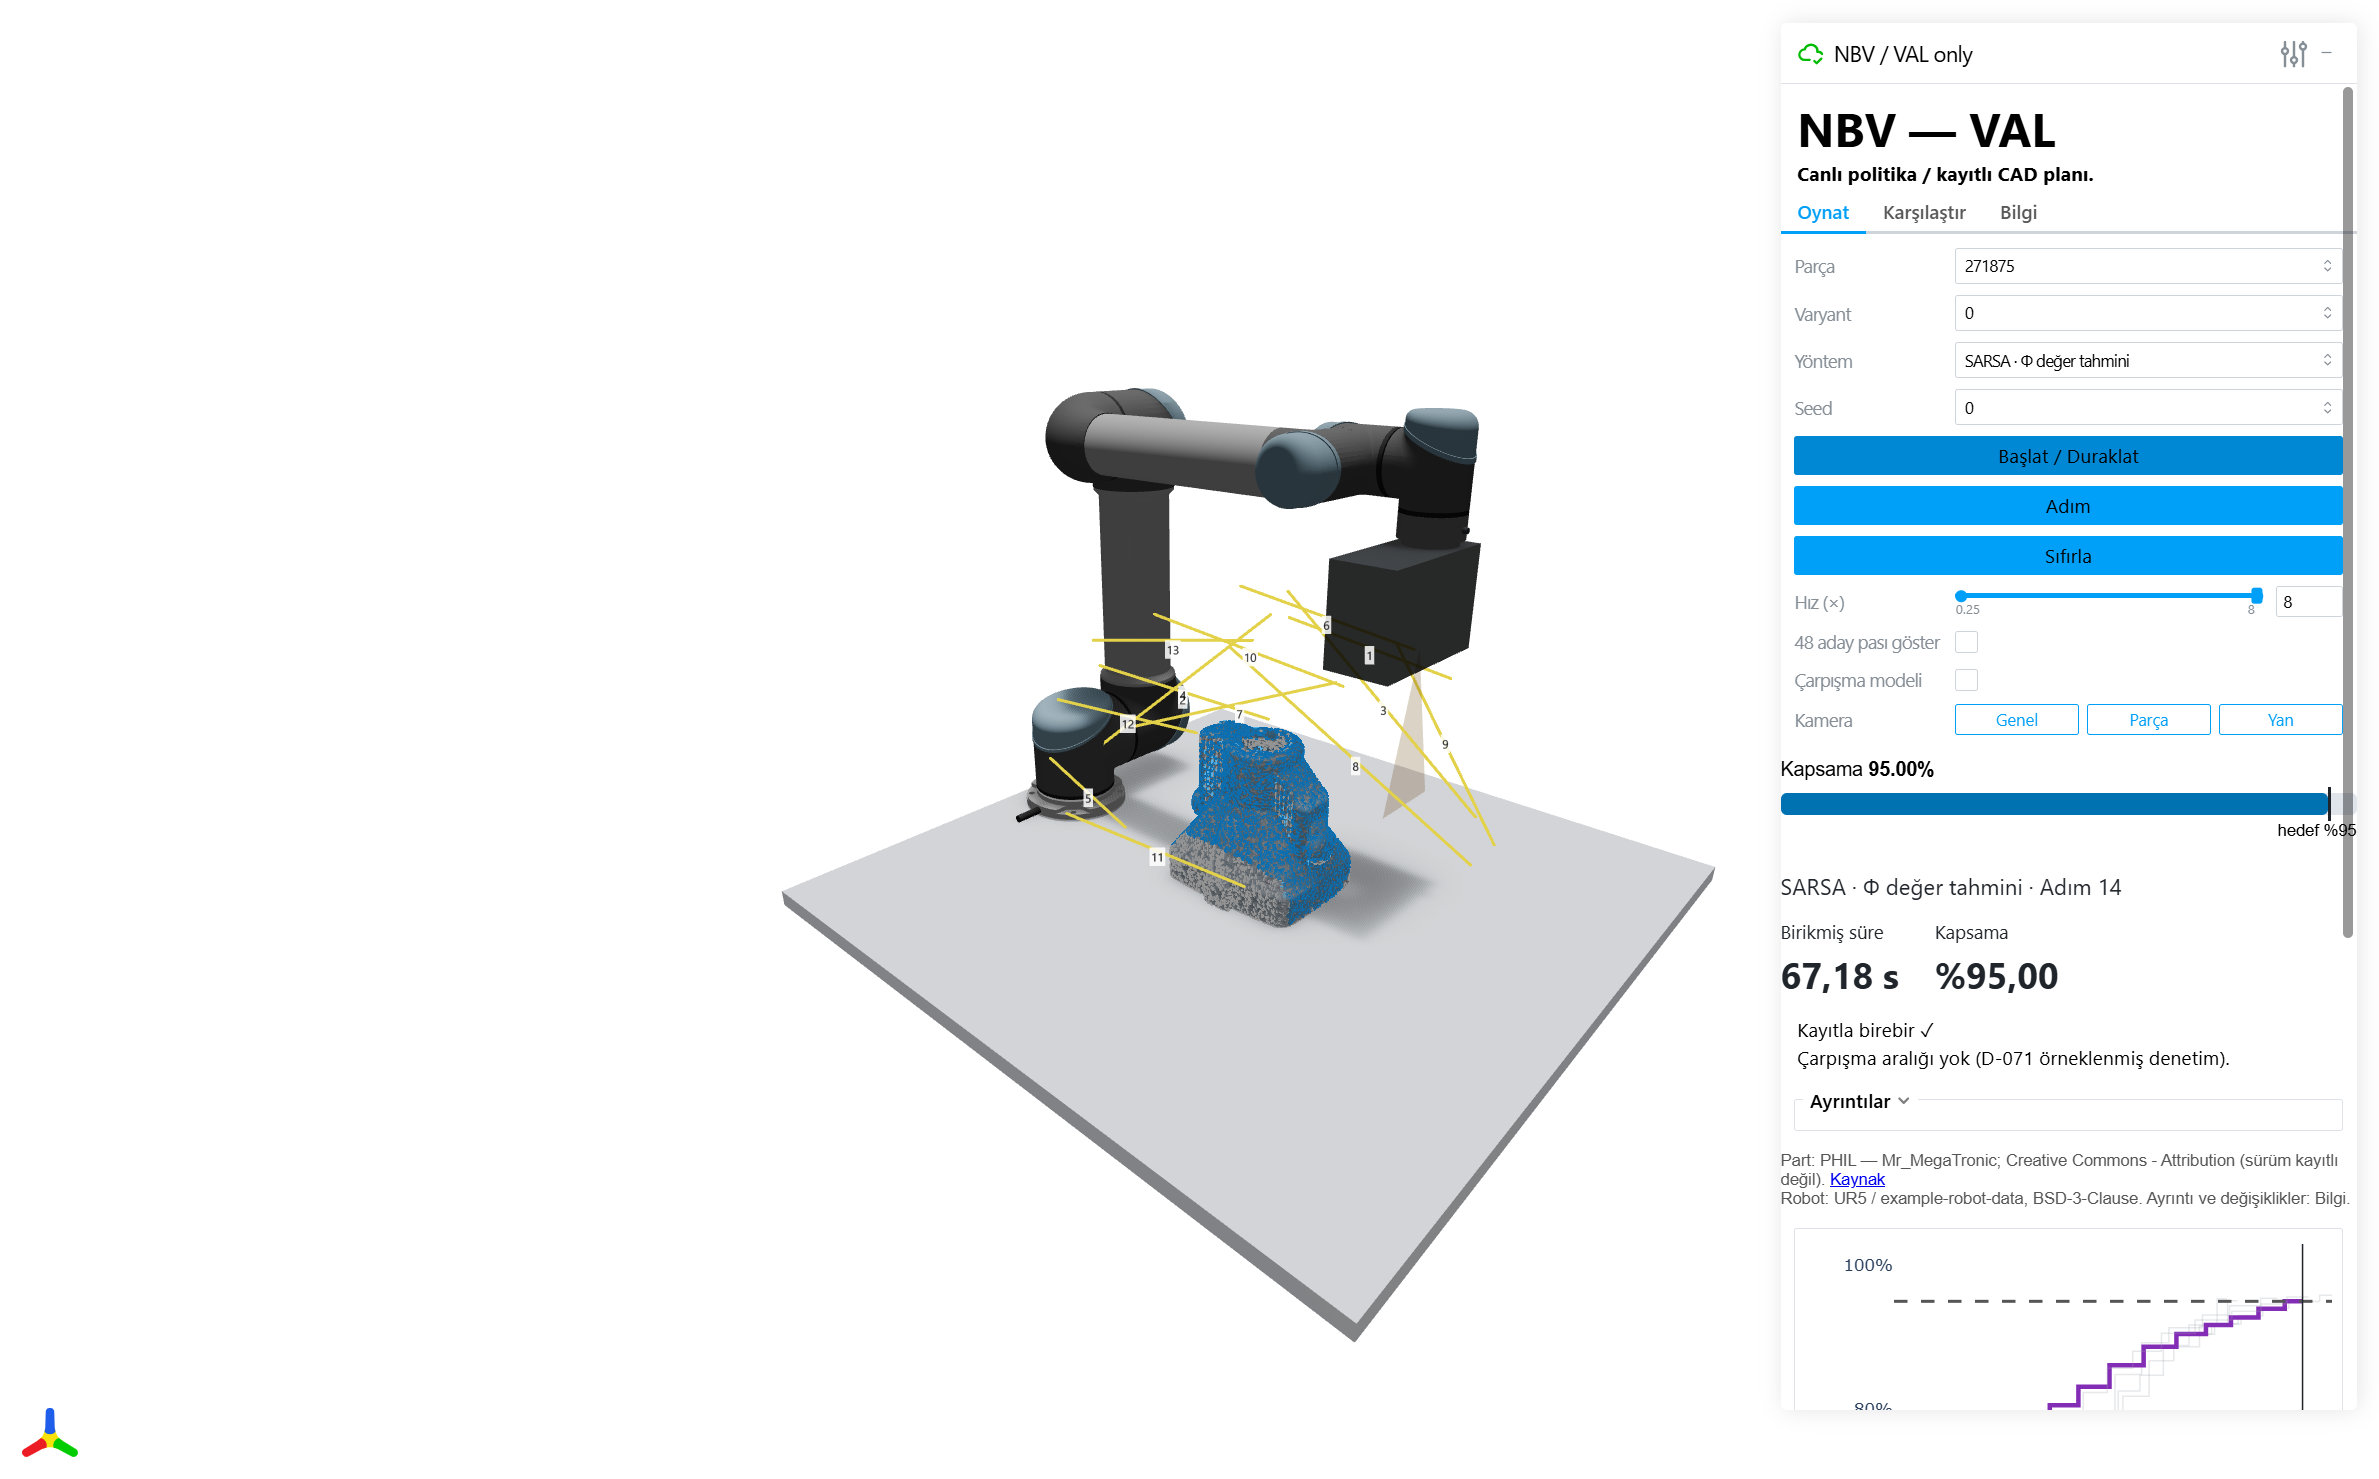 NBV / VAL only
NBV — VAL
Canlı politika / kayıtlı CAD planı.
Oynat Karşılaştır Bilgi
Parça 271875
Varyant 0
Yöntem SARSA · Φ değer tahmini
Seed 0
Başlat / Duraklat
Adım
Sıfırla
Hız (×) 0.25 8 8
48 aday pası göster
Çarpışma modeli
Kamera Genel Parça Yan
Kapsama 95.00%
hedef %95
SARSA · Φ değer tahmini · Adım 14
Birikmiş süre Kapsama
67,18 s %95,00
Kayıtla birebir ✓
Çarpışma aralığı yok (D-071 örneklenmiş denetim).
Ayrıntılar
Part: PHIL — Mr_MegaTronic; Creative Commons - Attribution (sürüm kayıtlı
değil). Kaynak
Robot: UR5 / example-robot-data, BSD-3-Clause. Ayrıntı ve değişiklikler: Bilgi.
100%
80%
6
13
10
1
4
2
3
7
12
9
8
5
11